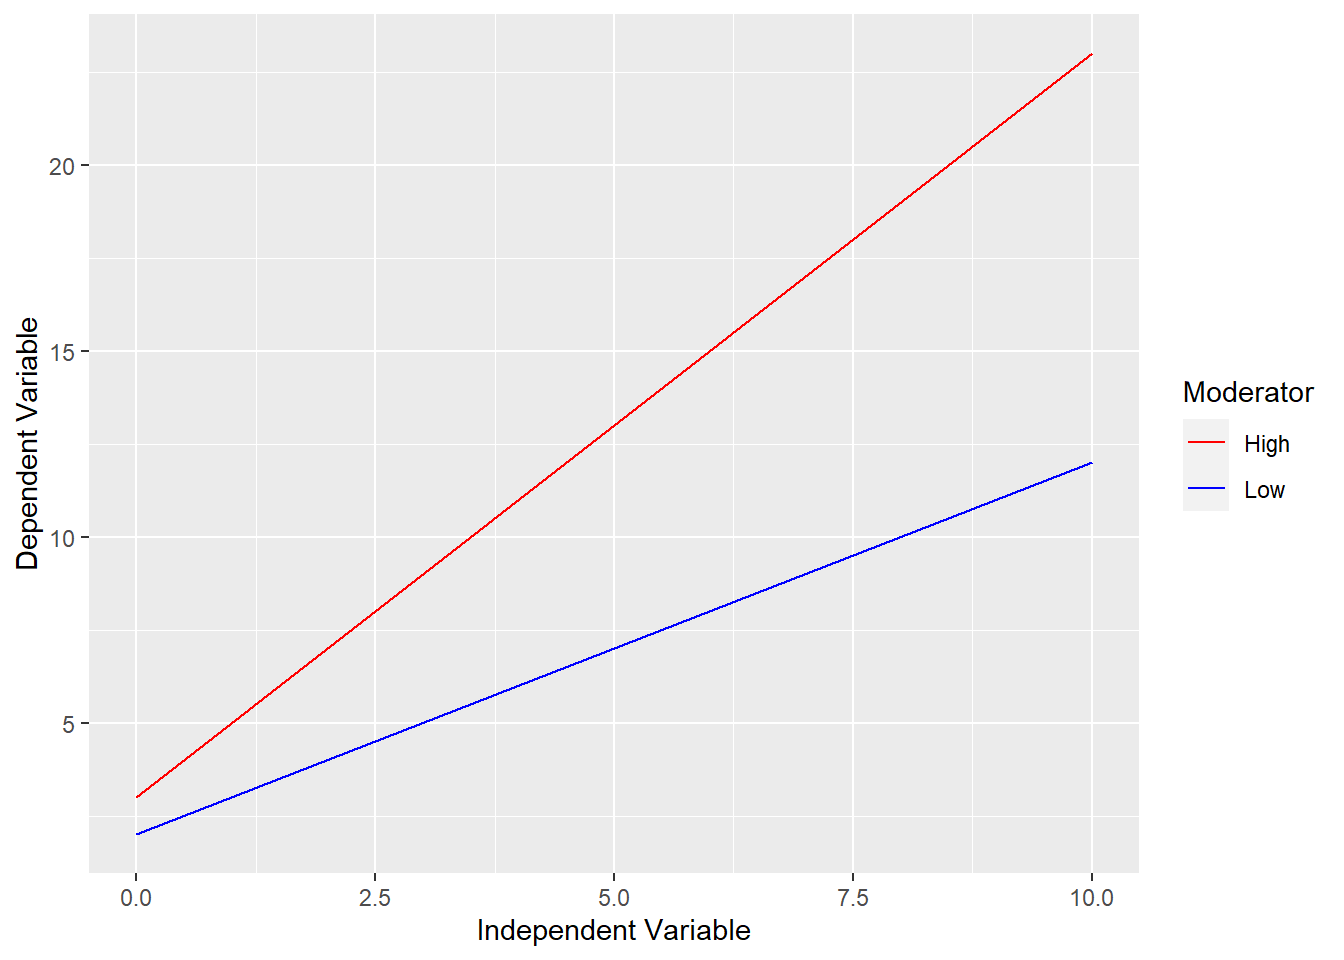 20
15
10
5
0.0 2.5 5.0 7.5 10.0
Independent Variable
Dependent Variable
Moderator
High
Low